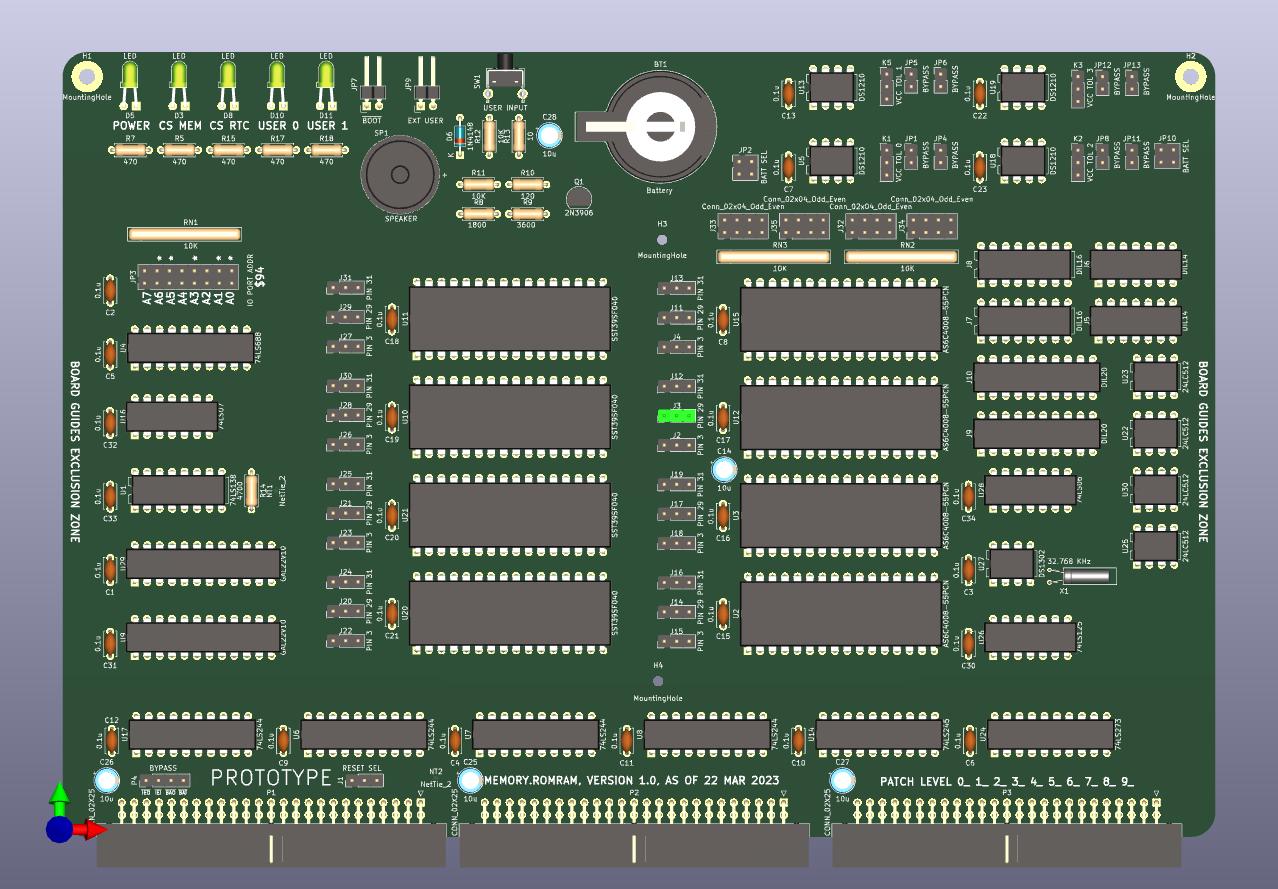 H1
MountingHole
LED LED LED LED LED
D5 D3 D8 D10 D11
POWER CS MEM CS RTC USER 0 USER 1
R7 R5 R15 R17 R18
470 470 470 470 470
JP7
BOOT
JP9
EXT USER
SW1
USER INPUT
D6
1N4148
K
R12
10K
R13
10
C28
10u
SP1
+
SPEAKER
R11
10K
R10
120
R8
1800
R9
3600
Q1
2N3906
BT1
Battery
JP2
BATT SEL
0.1u
C13
U13
DS1210
K5
VCC TOL 1
JP5
BYPASS
JP6
BYPASS
0.1u
C22
U19
DS1210
K3
VCC TOL 3
JP12
BYPASS
JP13
BYPASS
H2
MountingHole
0.1u
C7
U5
DS1210
K1
VCC TOL 0
JP1
BYPASS
JP4
BYPASS
0.1u
C23
U18
DS1210
K2
VCC TOL 2
JP8
BYPASS
JP11
BYPASS
JP10
BATT SEL
Conn_02x04_Odd_Even
Conn_02x04_Odd_Even
Conn_02x04_Odd_Even
Conn_02x04_Odd_Even
J33 J35 J32 J34
RN3
10K
RN2
10K
H3
MountingHole
RN1
10K
JP3
* * * * *
A7 A6 A5 A4 A3 A2 A1 A0
IO PORT ADDR
$94
0.1u
C2
0.1u
C5
U4
74LS688
0.1u
C32
U16
74LS07
0.1u
C33
U1
74LS138
4700
R14
NT1
NetTie_2
0.1u
C1
U29
GAL22V10
0.1u
C31
U9
GAL22V10
BOARD GUIDES EXCLUSION ZONE
J31
PIN 31
J29
PIN 29
J27
PIN 3
0.1u
C18
U11
SST39SF040
J30
PIN 31
J28
PIN 29
J26
PIN 3
0.1u
C19
U10
SST39SF040
J25
PIN 31
J21
PIN 29
J23
PIN 3
0.1u
C20
U21
SST39SF040
J24
PIN 31
J20
PIN 29
J22
PIN 3
0.1u
C21
U20
SST39SF040
J13
PIN 31
J11
PIN 29
J4
PIN 3
0.1u
C8
U15
AS6C4008-55PCN
J12
PIN 31
J3
PIN 29
J2
PIN 3
0.1u
C17
U12
AS6C4008-55PCN
C14
10u
J19
PIN 31
J17
PIN 29
J18
PIN 3
0.1u
C16
U3
AS6C4008-55PCN
J16
PIN 31
J14
PIN 29
J15
PIN 3
0.1u
C15
U2
AS6C4008-55PCN
H4
MountingHole
J8
DIL16
J6
DIL14
J7
DIL16
J5
DIL14
J10
DIL20
U23
24LC512
J9
DIL20
U22
24LC512
0.1u
C34
U28
74LS06
U30
24LC512
U25
24LC512
0.1u
C3
U27
DS1302
32.768 KHz
X1
0.1u
C30
U26
74LS125
BOARD GUIDES EXCLUSION ZONE
C12
0.1u
U17
74LS244
0.1u
C9
U6
74LS244
0.1u
C4
U7
74LS244
0.1u
C11
U8
74LS244
0.1u
C10
U14
74LS245
0.1u
C6
U24
74LS273
C26
10u
P4
BYPASS
PROTOTYPE
J1
RESET SEL
NT2
NetTie_2
C25
10u
MEMORY.ROMRAM, VERSION 1.0, AS OF 22 MAR 2023
C27
10u
PATCH LEVEL 0_ 1_ 2_ 3_ 4_ 5_ 6_ 7_ 8_ 9_
P1
P2
CONN_02X25
P3
CONN_02X25